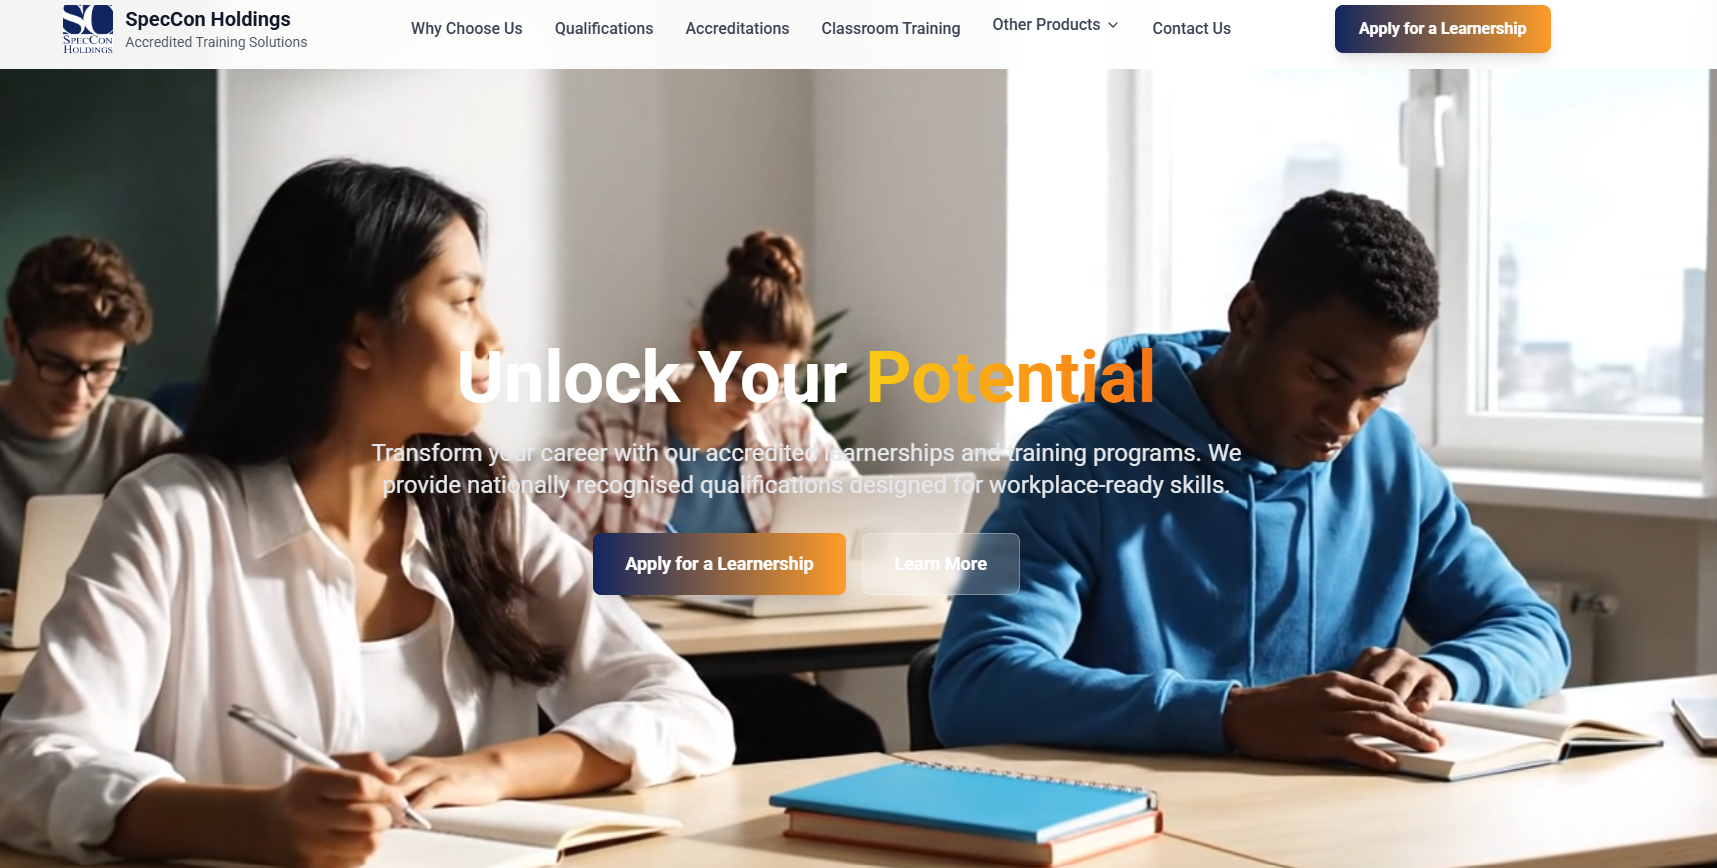 SC
SPECCON
HOLDINGS
SpecCon Holdings
Accredited Training Solutions
Why Choose Us
Qualifications
Accreditations
Classroom Training
Other Products
Contact Us
Apply for a Learnership
Unlock Your Potential
Transform your career with our accredited learnerships and training programs. We
provide nationally recognised qualifications designed for workplace-ready skills.
Apply for a Learnership
Learn More